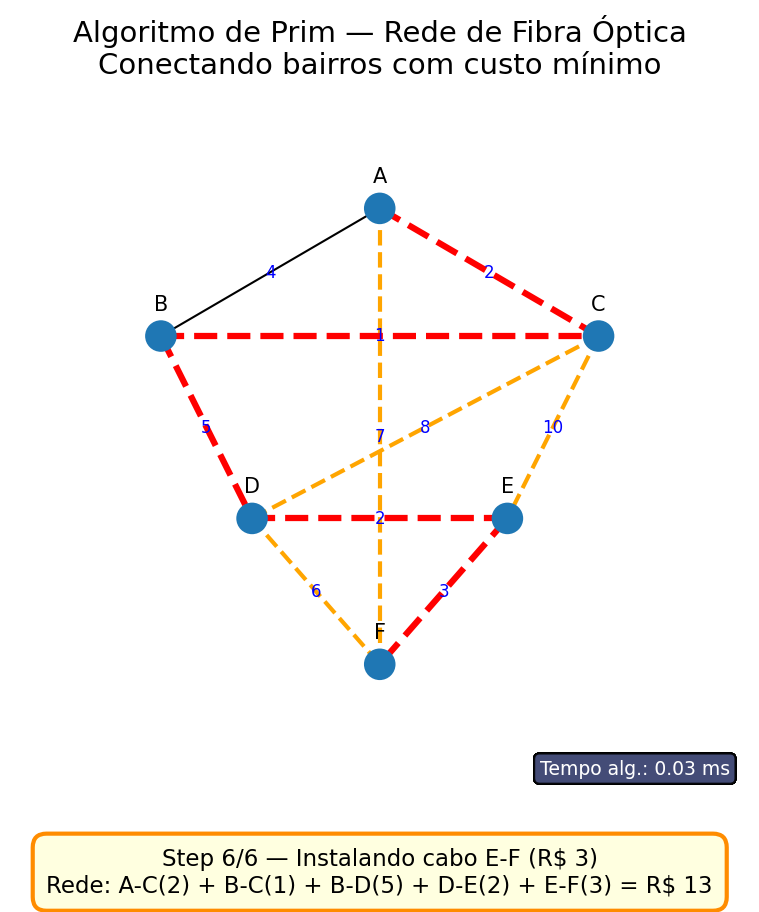 Algoritmo de Prim — Rede de Fibra Óptica
Conectando bairros com custo mínimo
A
4
2
B
C
1
5
7
8
10
D
E
2
6
3
F
Tempo alg.: 0.03 ms
Step 6/6 — Instalando cabo E-F (R$ 3)
Rede: A-C(2) + B-C(1) + B-D(5) + D-E(2) + E-F(3) = R$ 13